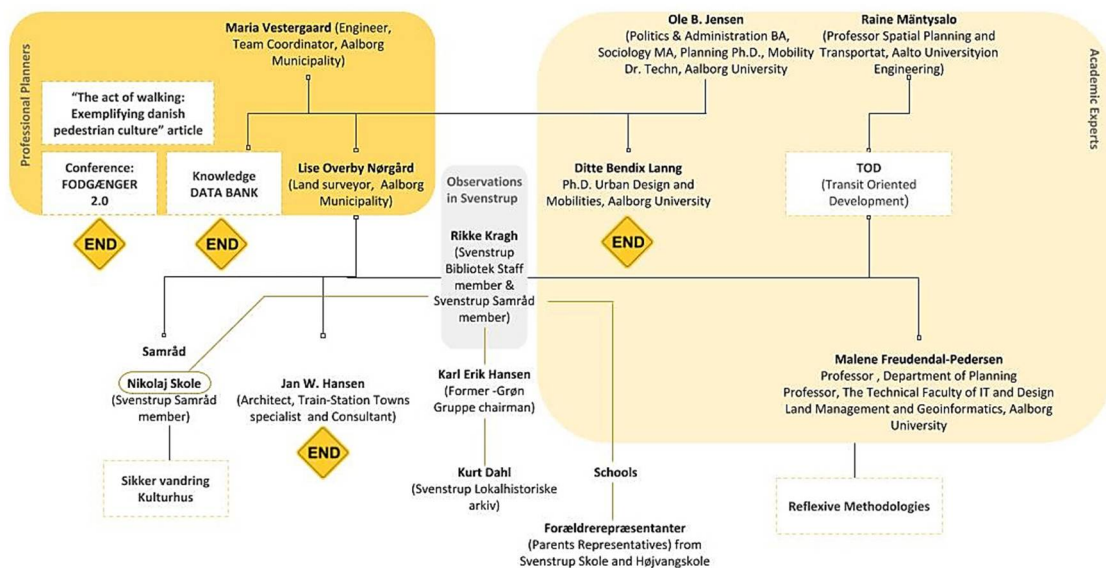 Professional Planners
Maria Vestergaard (Engineer,
Team Coordinator, Aalborg
Municipality)
"The act of walking:
Exemplifying danish
pedestrian culture" article
Conference:
FODGÆNGER
2.0
END
Knowledge
DATA BANK
END
Lise Overby Nørgård
(Land surveyor, Aalborg
Municipality)
Ole B. Jensen
(Politics & Administration BA,
Sociology MA, Planning Ph.D., Mobility
Dr. Techn, Aalborg University
Raine Mäntysalo
(Professor Spatial Planning and
Transportat, Aalto Universityion
Engineering)
Academic Experts
Ditte Bendix Lanng
Ph.D. Urban Design and
Mobilities, Aalborg University
END
TOD
(Transit Oriented
Development)
Observations
in Svenstrup
Rikke Kragh
(Svenstrup
Bibliotek Staff
member &
Svenstrup Samråd
member)
Samråd
Nikolaj Skole
(Svenstrup Samråd
member)
Sikker vandring
Kulturhus
Jan W. Hansen
(Architect, Train-Station Towns
specialist and Consultant)
END
Karl Erik Hansen
(Former -Grøn
Gruppe chairman)
Kurt Dahl
(Svenstrup Lokalhistoriske
arkiv)
Schools
Forældrerepræsentanter
(Parents Representatives) from
Svenstrup Skole and Højvangskole
Malene Freudendal-Pedersen
Professor , Department of Planning
Professor, The Technical Faculty of IT and Design
Land Management and Geoinformatics, Aalborg
University
Reflexive Methodologies